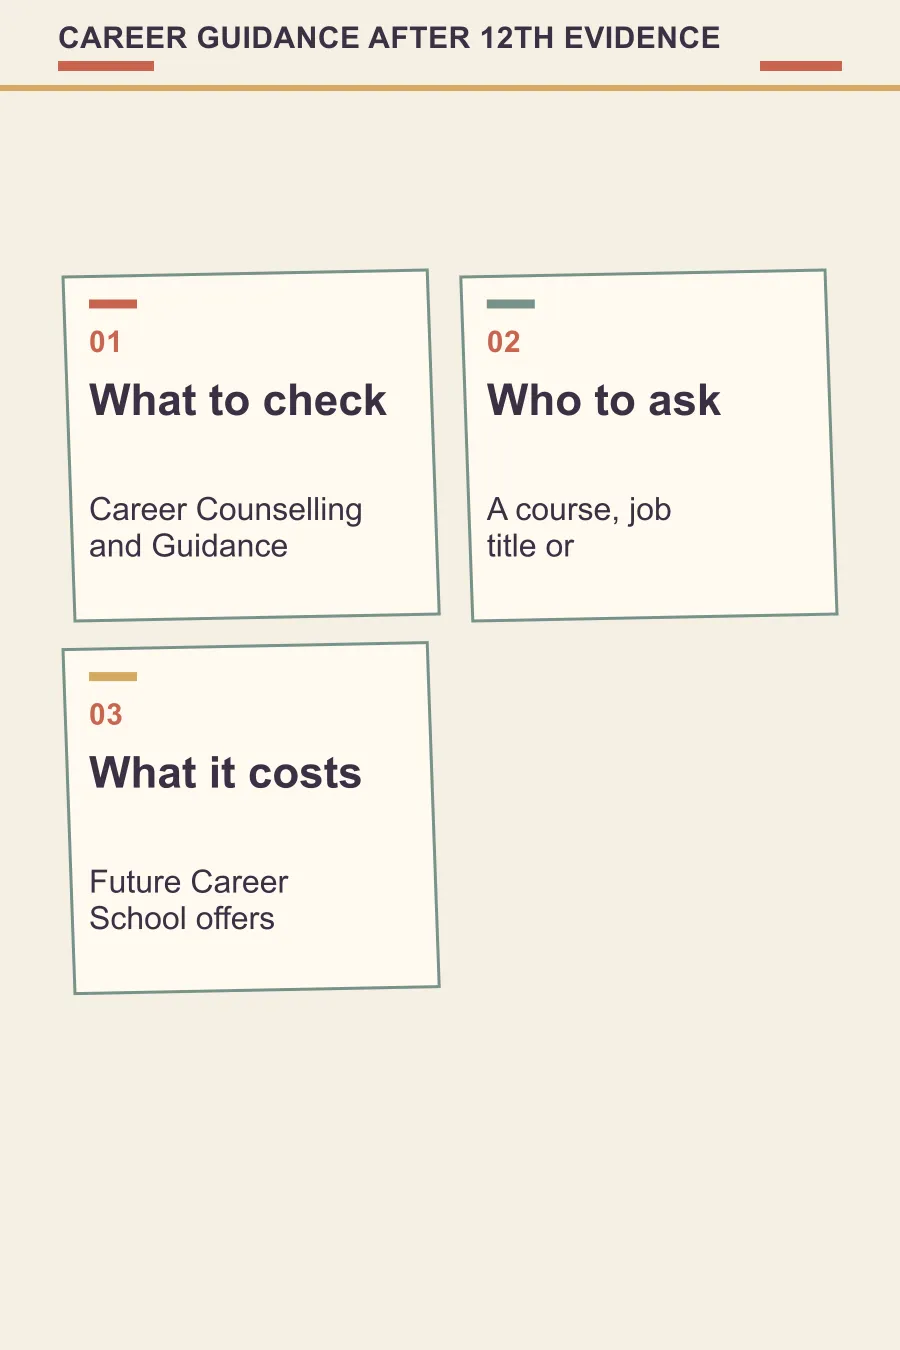 CAREER GUIDANCE AFTER 12TH EVIDENCE
01
What to check
Career Counselling
and Guidance
02
Who to ask
A course, job
title or
03
What it costs
Future Career
School offers